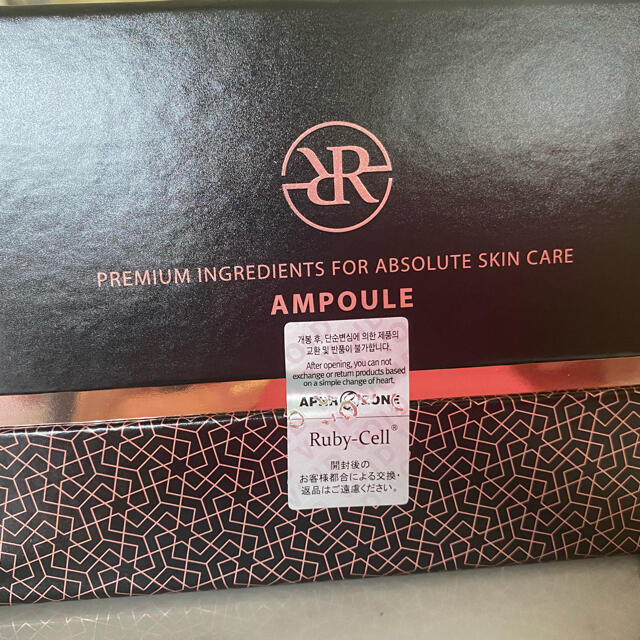 RR
PREMIUM INGREDIENTS FOR ABSOLUTE SKIN CARE
AMPOULE
개봉 후, 단순변심에 의한 제품의
교환 및 반품이 불가합니다.
After opening, you can not
exchange or return products based
on a simple change of heart.
APHROZONE
Ruby-Cell®
開封後の
お客様都合による交換・
返品はご遠慮ください。